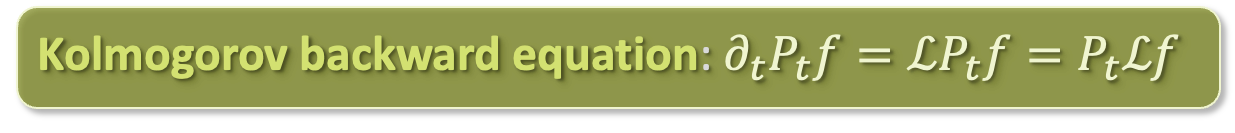 Kolmogorov backward equation: ∂ₜPₜf = ℒPₜf = Pₜℒf